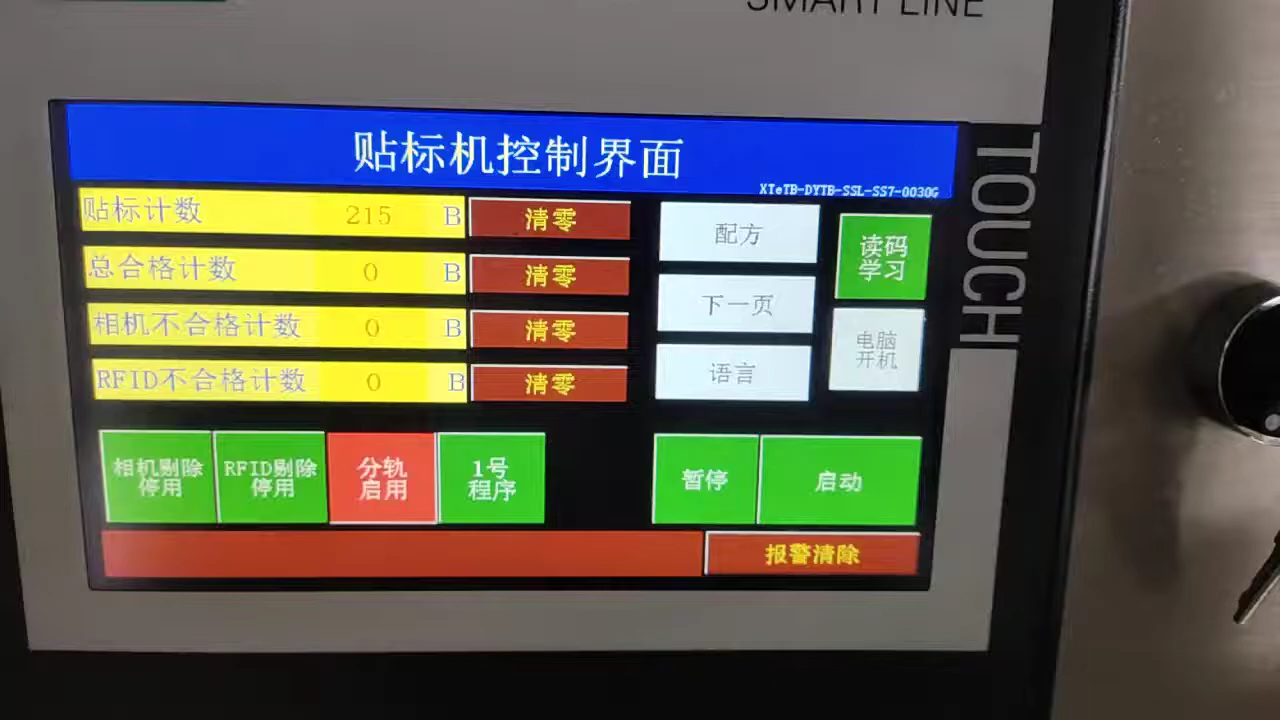 SMART LINE
TOUCH
贴标机控制界面
XTeTB-DYTB-SSL-SS7-0030G
贴标计数 215 B 清零
总合格计数 0 B 清零
相机不合格计数 0 B 清零
RFID不合格计数 0 B 清零
配方
下一页
语言
读码
学习
电脑
开机
相机剔除
停用
RFID剔除
停用
分轨
启用
1号
程序
暂停
启动
报警清除